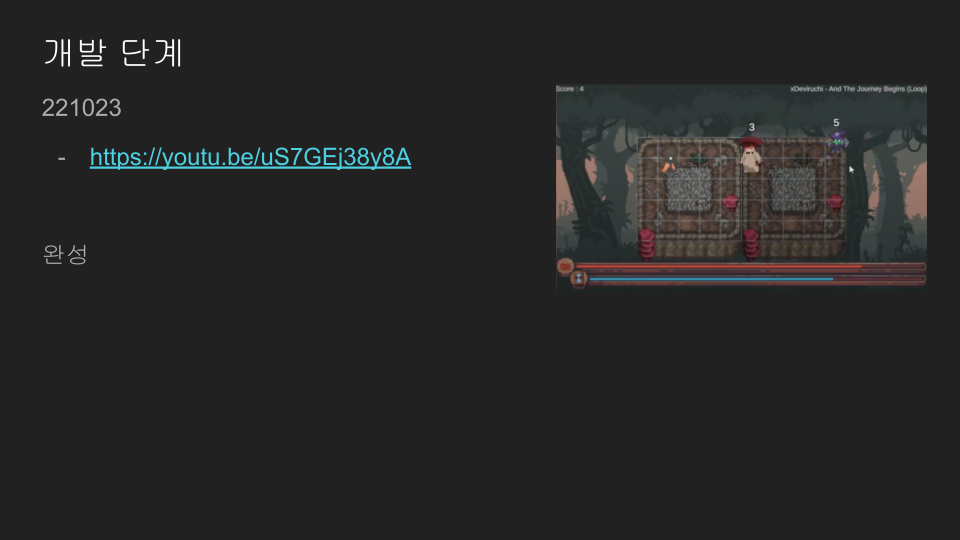 개발 단계
221023
- https://youtu.be/uS7GEj38y8A
완성
Score : 4
xDeviruchi - And The Journey Begins (Loop)
3
5